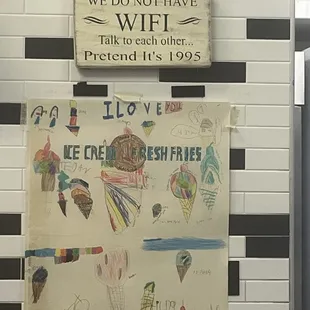 WE DO NOT HAVE
WIFI
Talk to each other...
Pretend It's 1995
I LOVE
ICE CREAM FRESH FRIES